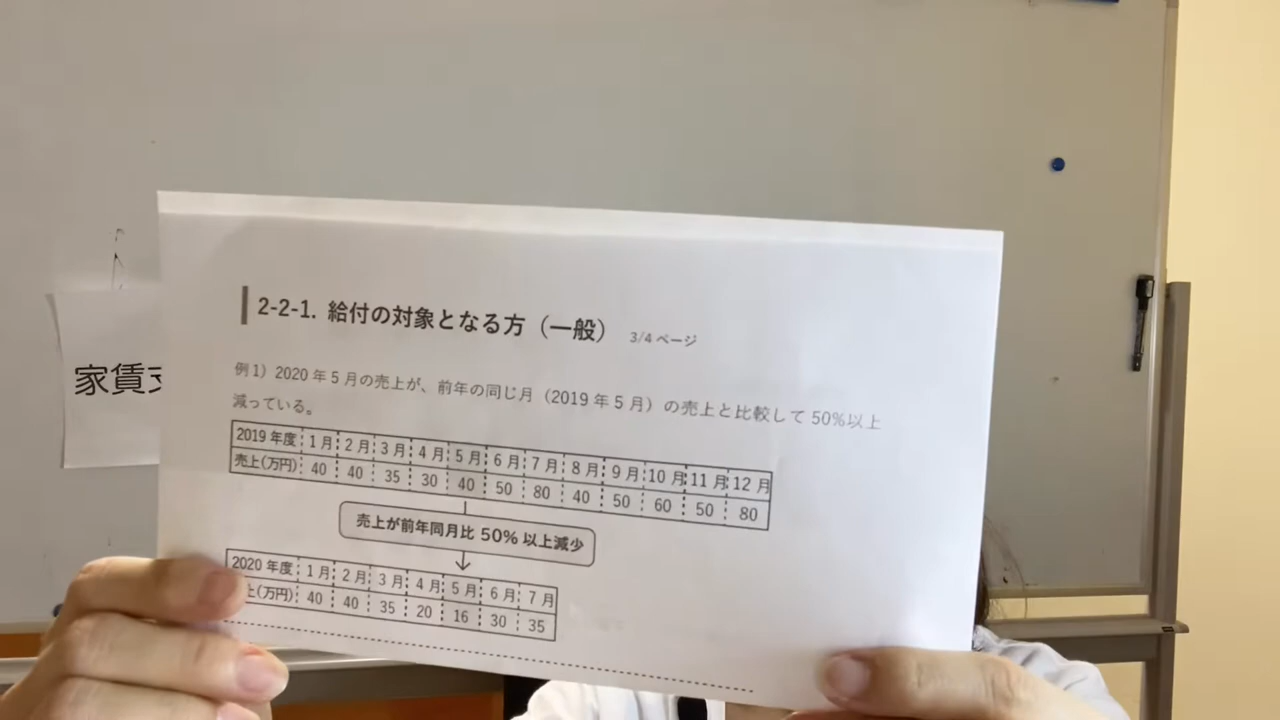 2-2-1. 給付の対象となる方（一般） 3/4 ページ
例1）2020 年 5 月の売上が、前年の同じ月（2019 年 5 月）の売上と比較して 50%以上
減っている。
2019 年度 1 月 2 月 3 月 4 月 5 月 6 月 7 月 8 月 9 月 10 月 11 月 12 月
売上(万円) 40 40 35 30 40 50 80 40 50 60 50 80
売上が前年同月比 50% 以上減少
2020 年度 1 月 2 月 3 月 4 月 5 月 6 月 7 月
上(万円) 40 40 35 20 16 30 35
家賃支